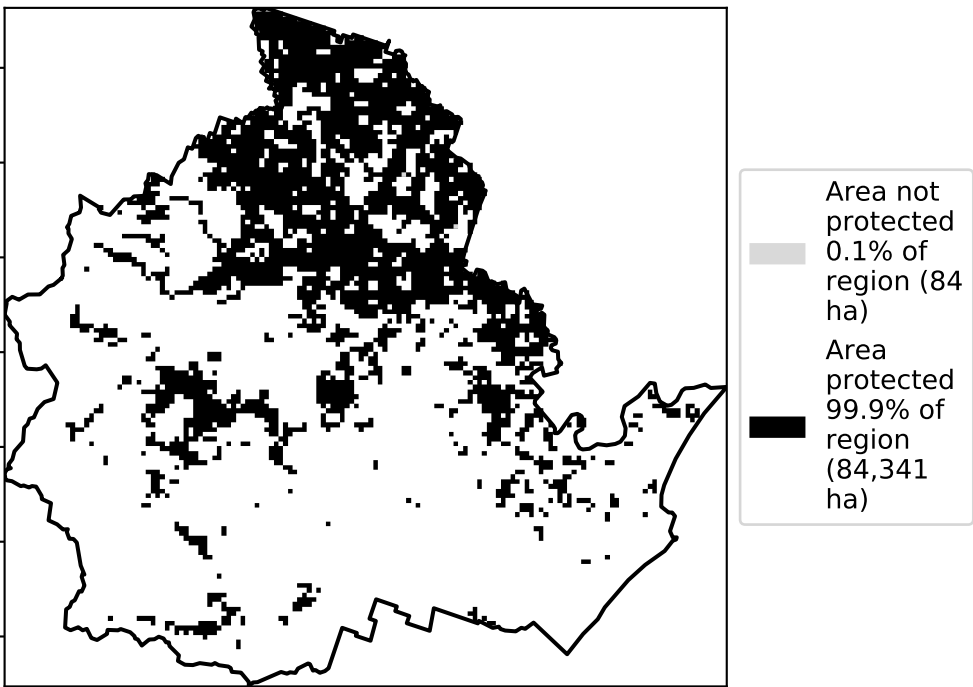 Area not
protected
0.1% of
region (84
ha)
Area
protected
99.9% of
region
(84,341
ha)